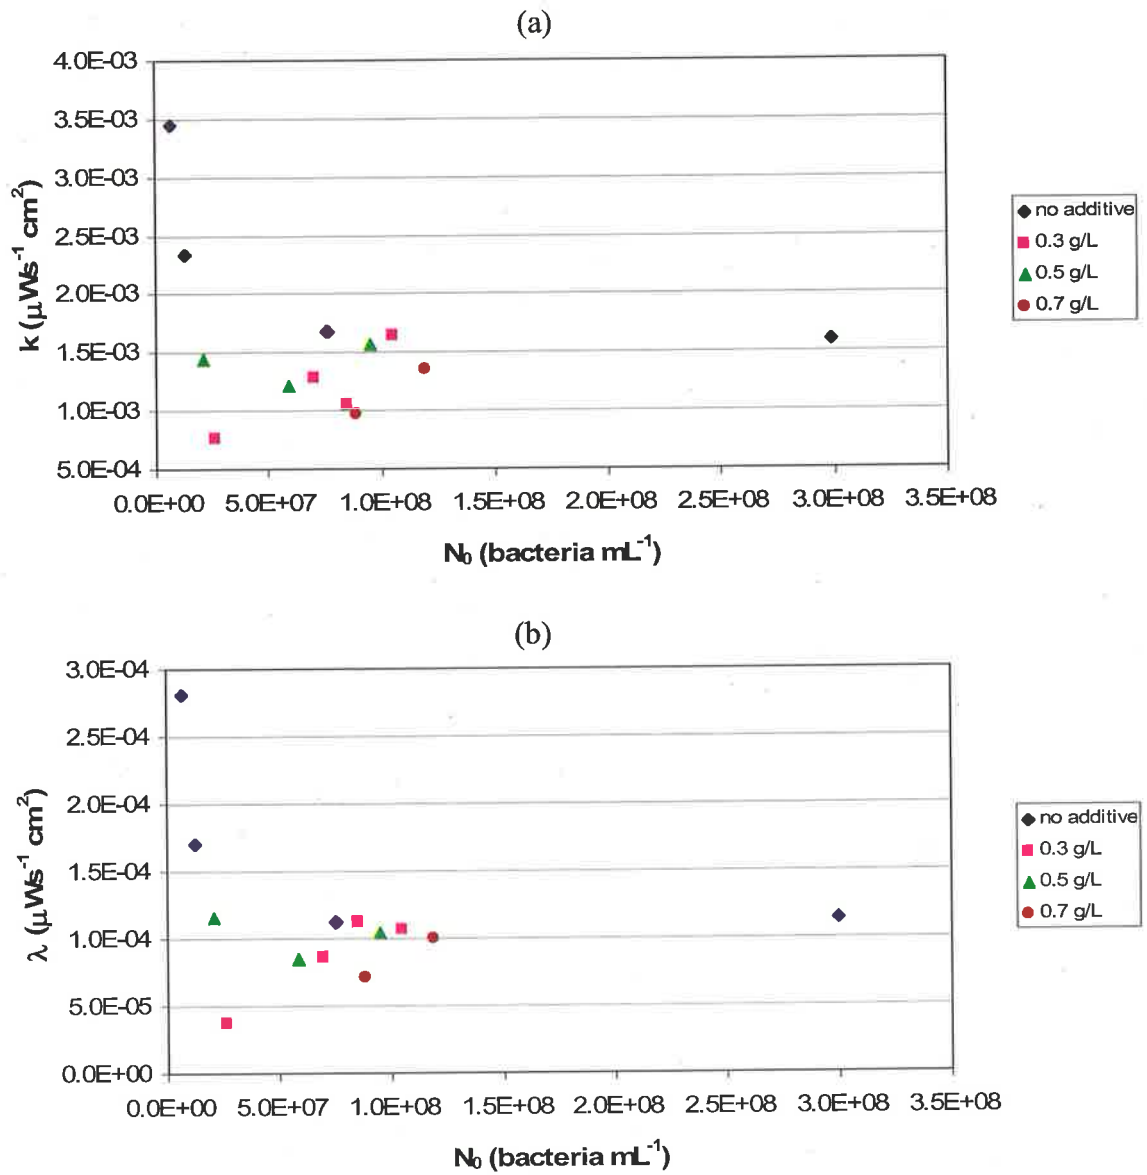 (a)
4.0E-03
3.5E-03
3.0E-03
2.5E-03
2.0E-03
1.5E-03
1.0E-03
5.0E-04
k (μWs⁻¹ cm²)
0.0E+00 5.0E+07 1.0E+08 1.5E+08 2.0E+08 2.5E+08 3.0E+08 3.5E+08
N₀ (bacteria mL⁻¹)
no additive
0.3 g/L
0.5 g/L
0.7 g/L
(b)
3.0E-04
2.5E-04
2.0E-04
1.5E-04
1.0E-04
5.0E-05
0.0E+00
λ (μWs⁻¹ cm²)
0.0E+00 5.0E+07 1.0E+08 1.5E+08 2.0E+08 2.5E+08 3.0E+08 3.5E+08
N₀ (bacteria mL⁻¹)
no additive
0.3 g/L
0.5 g/L
0.7 g/L